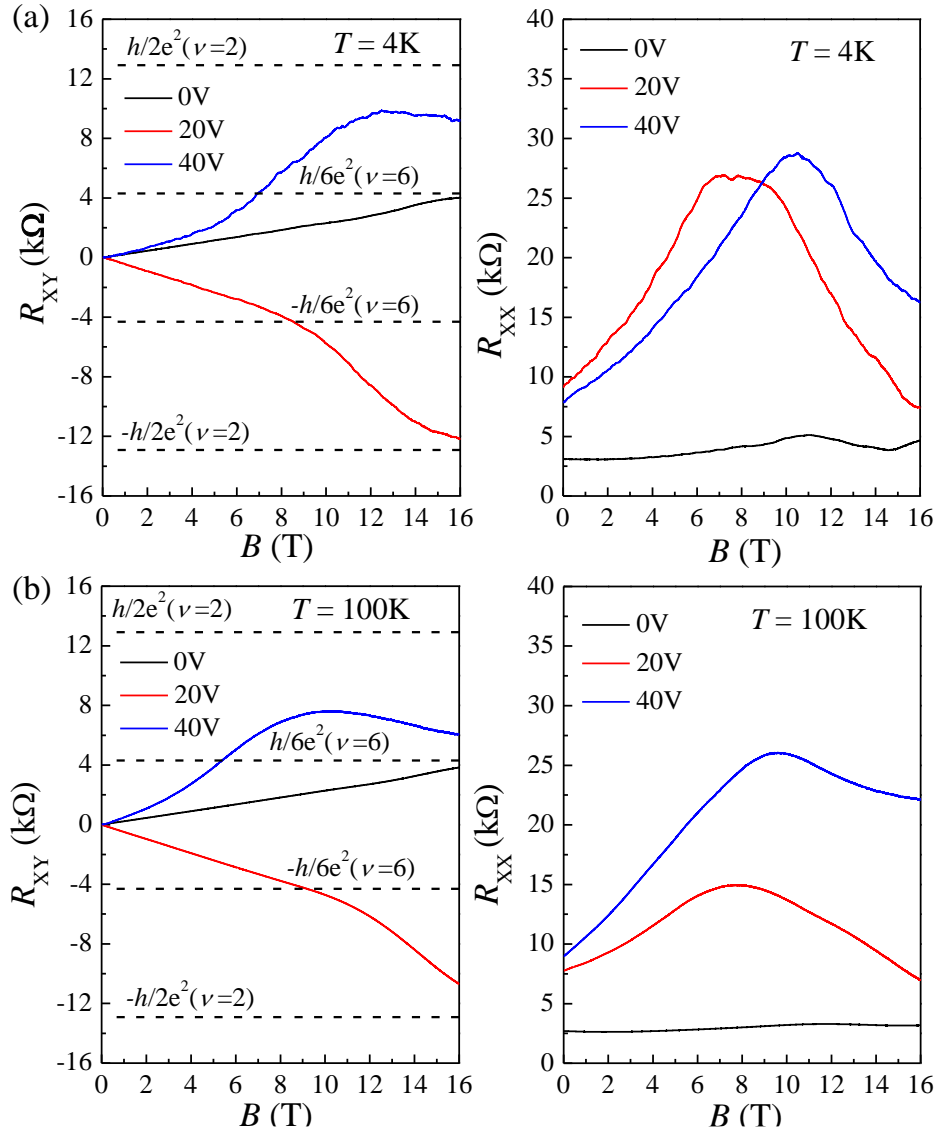 (a)
16
12
8
4
0
-4
-8
-12
-16
R_XY (kΩ)
h/2e²(ν=2)
T = 4K
0V
20V
40V
h/6e²(ν=6)
-h/6e²(ν=6)
-h/2e²(ν=2)
0 2 4 6 8 10 12 14 16
B (T)
40
35
30
25
20
15
10
5
0
R_XX (kΩ)
0V
20V
40V
T = 4K
0 2 4 6 8 10 12 14 16
B (T)
(b)
16
12
8
4
0
-4
-8
-12
-16
R_XY (kΩ)
h/2e²(ν=2)
T = 100K
0V
20V
40V
h/6e²(ν=6)
-h/6e²(ν=6)
-h/2e²(ν=2)
0 2 4 6 8 10 12 14 16
B (T)
40
35
30
25
20
15
10
5
0
R_XX (kΩ)
0V
20V
40V
T = 100K
0 2 4 6 8 10 12 14 16
B (T)